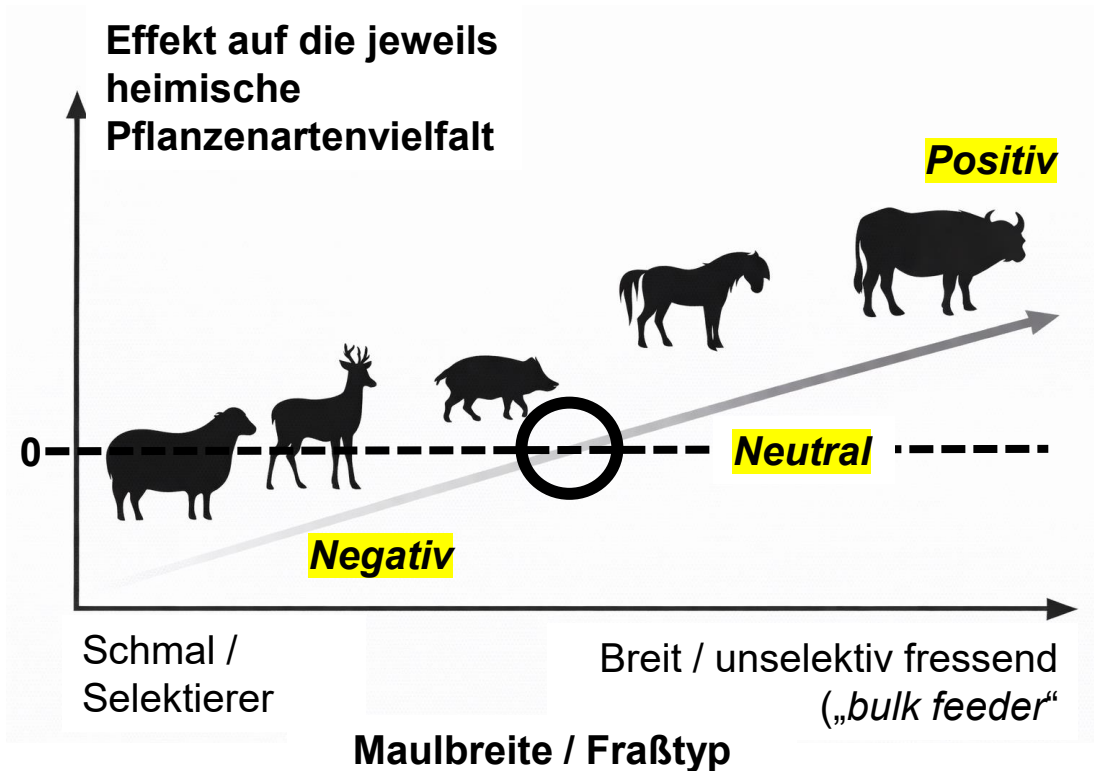 Effekt auf die jeweils
heimische
Pflanzenartenvielfalt
Positiv
0
Neutral
Negativ
Schmal /
Selektierer
Breit / unselektiv fressend
(„bulk feeder“
Maulbreite / Fraßtyp